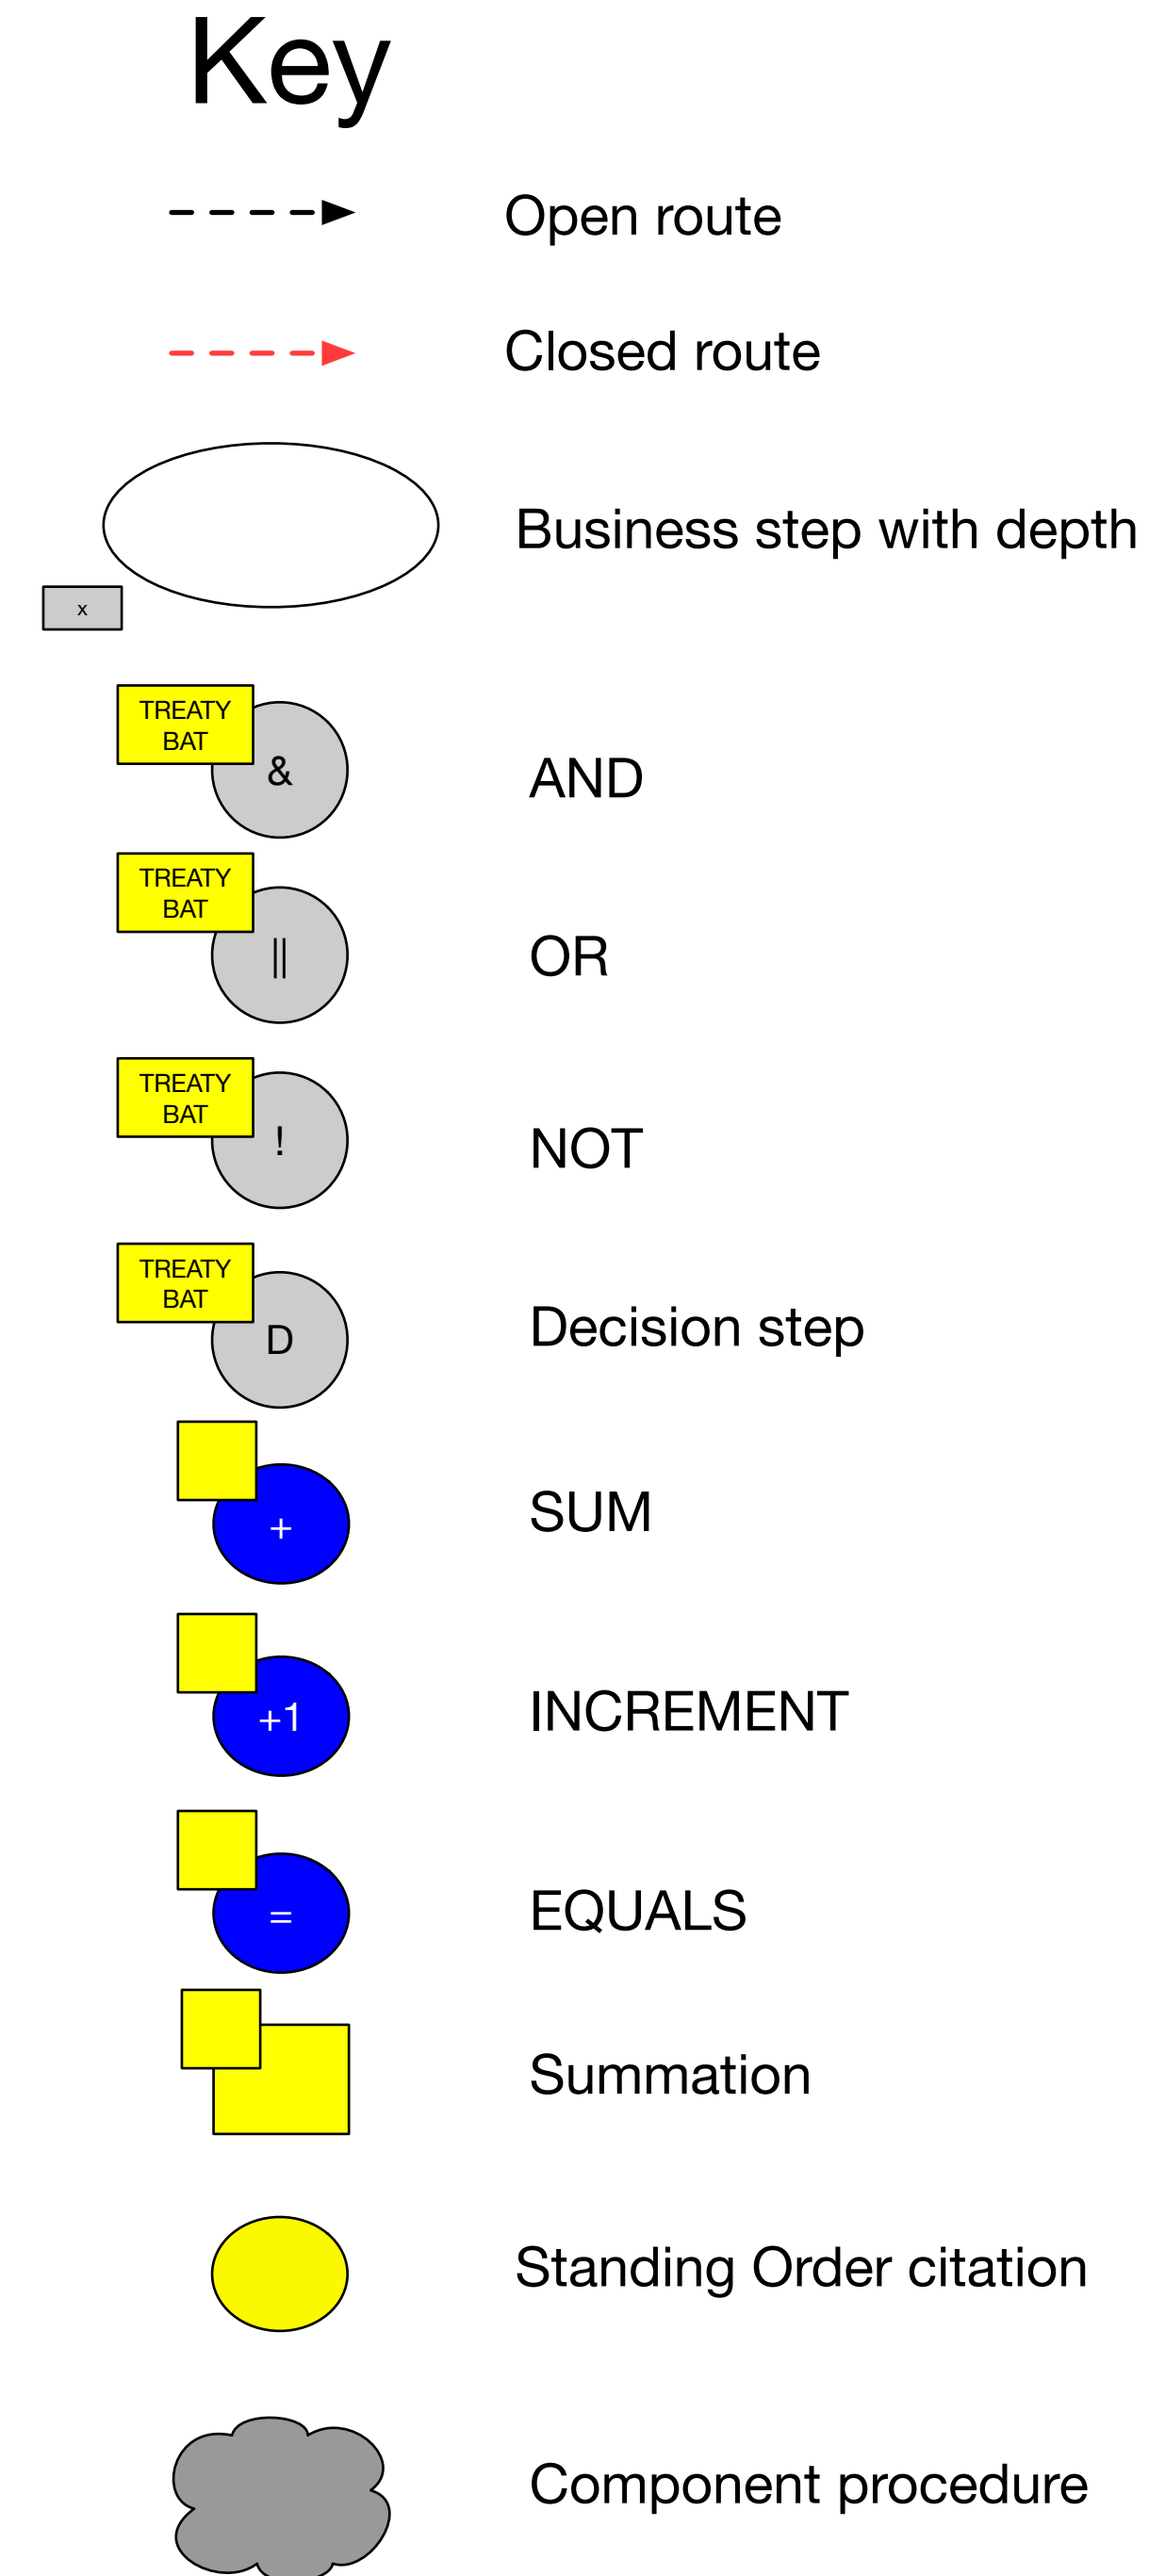 Key
Open route
Closed route
Business step with depth
x
TREATY
BAT
&
AND
TREATY
BAT
||
OR
TREATY
BAT
!
NOT
TREATY
BAT
D
Decision step
+
SUM
+1
INCREMENT
=
EQUALS
Summation
Standing Order citation
Component procedure